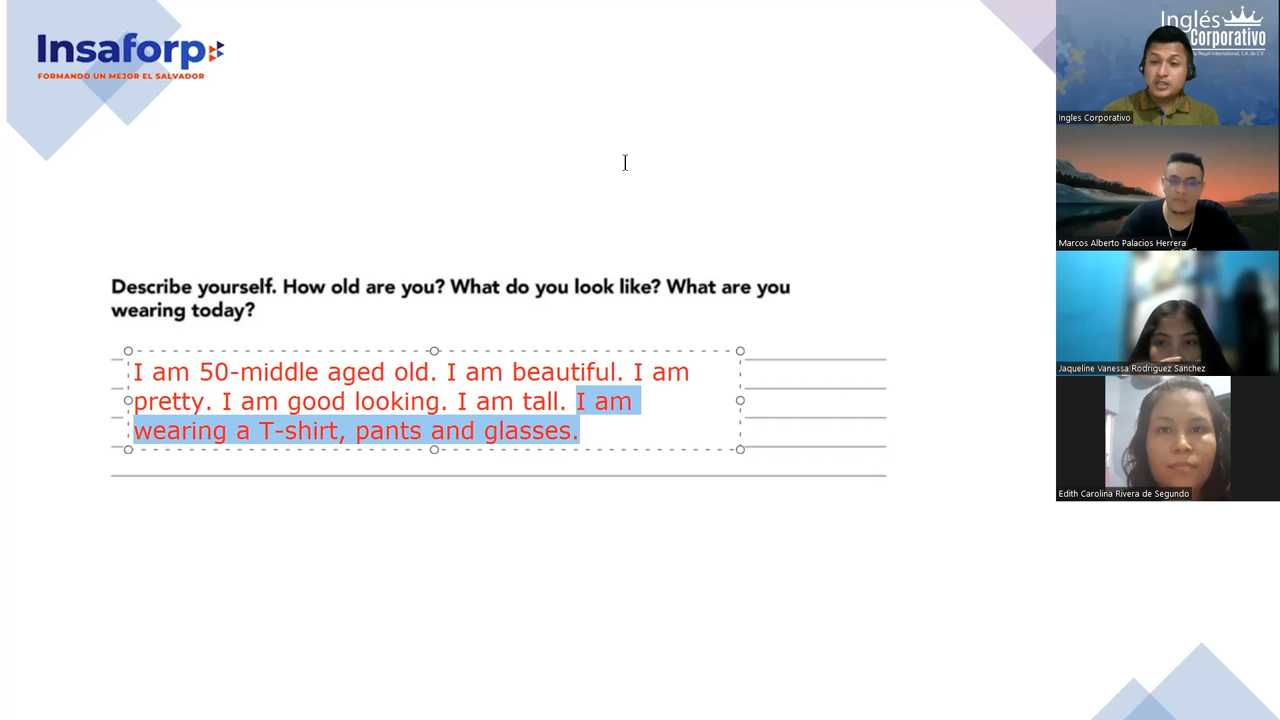 Insaforp
FORMANDO UN MEJOR EL SALVADOR
Describe yourself. How old are you? What do you look like? What are you
wearing today?
I am 50-middle aged old. I am beautiful. I am
pretty. I am good looking. I am tall. I am
wearing a T-shirt, pants and glasses.
Inglés
Corporativo
Ingles Corporativo
Marcos Alberto Palacios Herrera
Jaqueline Vanessa Rodriguez Sanchez
Edith Carolina Rivera de Segundo